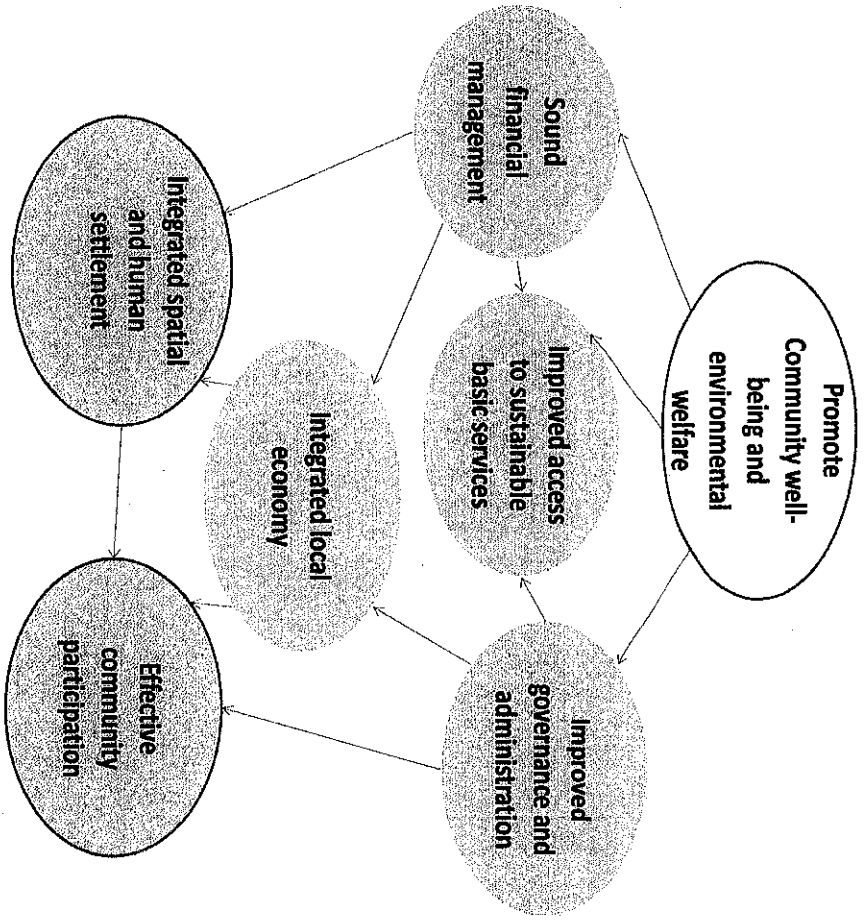 Promote
Community well-
being and
environmental
welfare
Sound
financial
management
Improved access
to sustainable
basic services
Improved
governance and
administration
Integrated local
economy
Integrated spatial
and human
settlement
Effective
community
participation